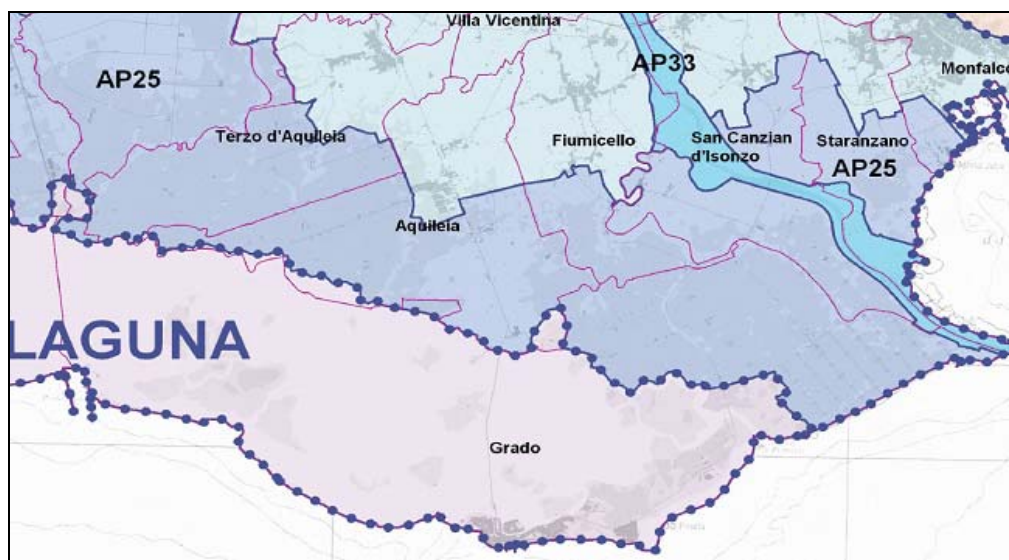 Villa Vicentina
AP33
Monfalco
AP25
Terzo d'Aquileia
Fiumicello
San Canzian
d'Isonzo
Staranzano
AP25
Aquileia
LAGUNA
Grado